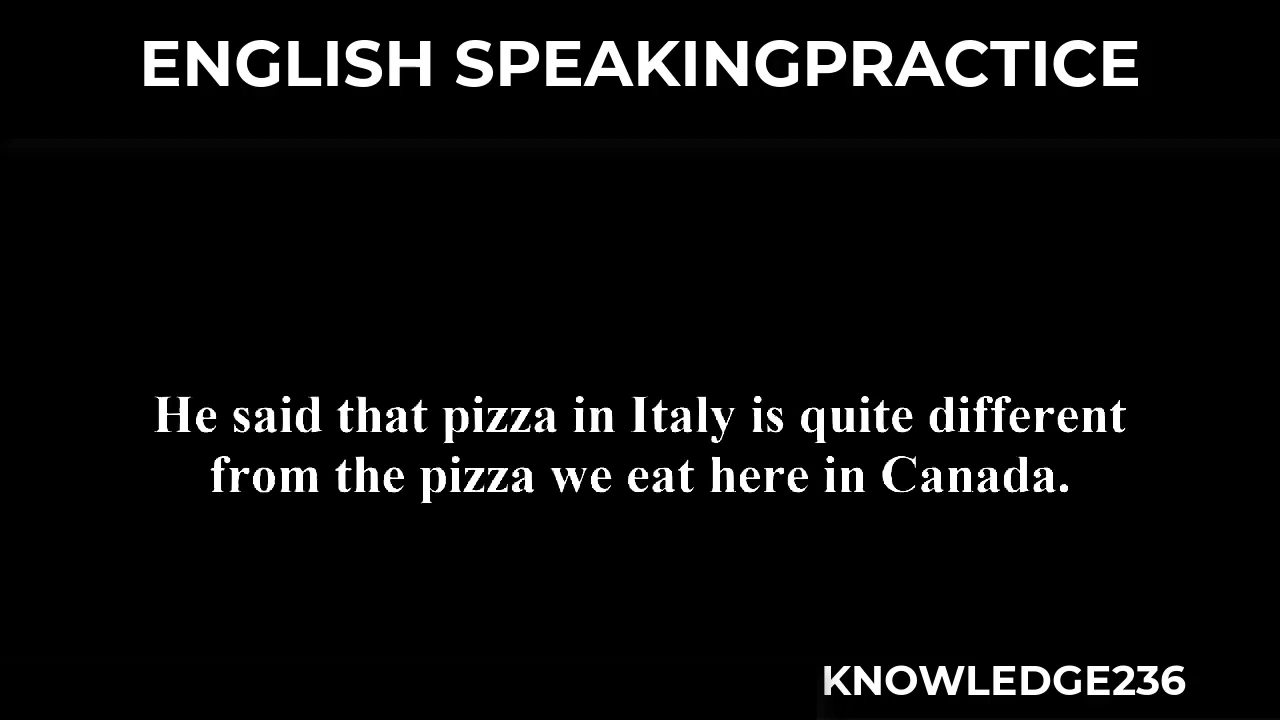 ENGLISH SPEAKINGPRACTICE
He said that pizza in Italy is quite different
from the pizza we eat here in Canada.
KNOWLEDGE236